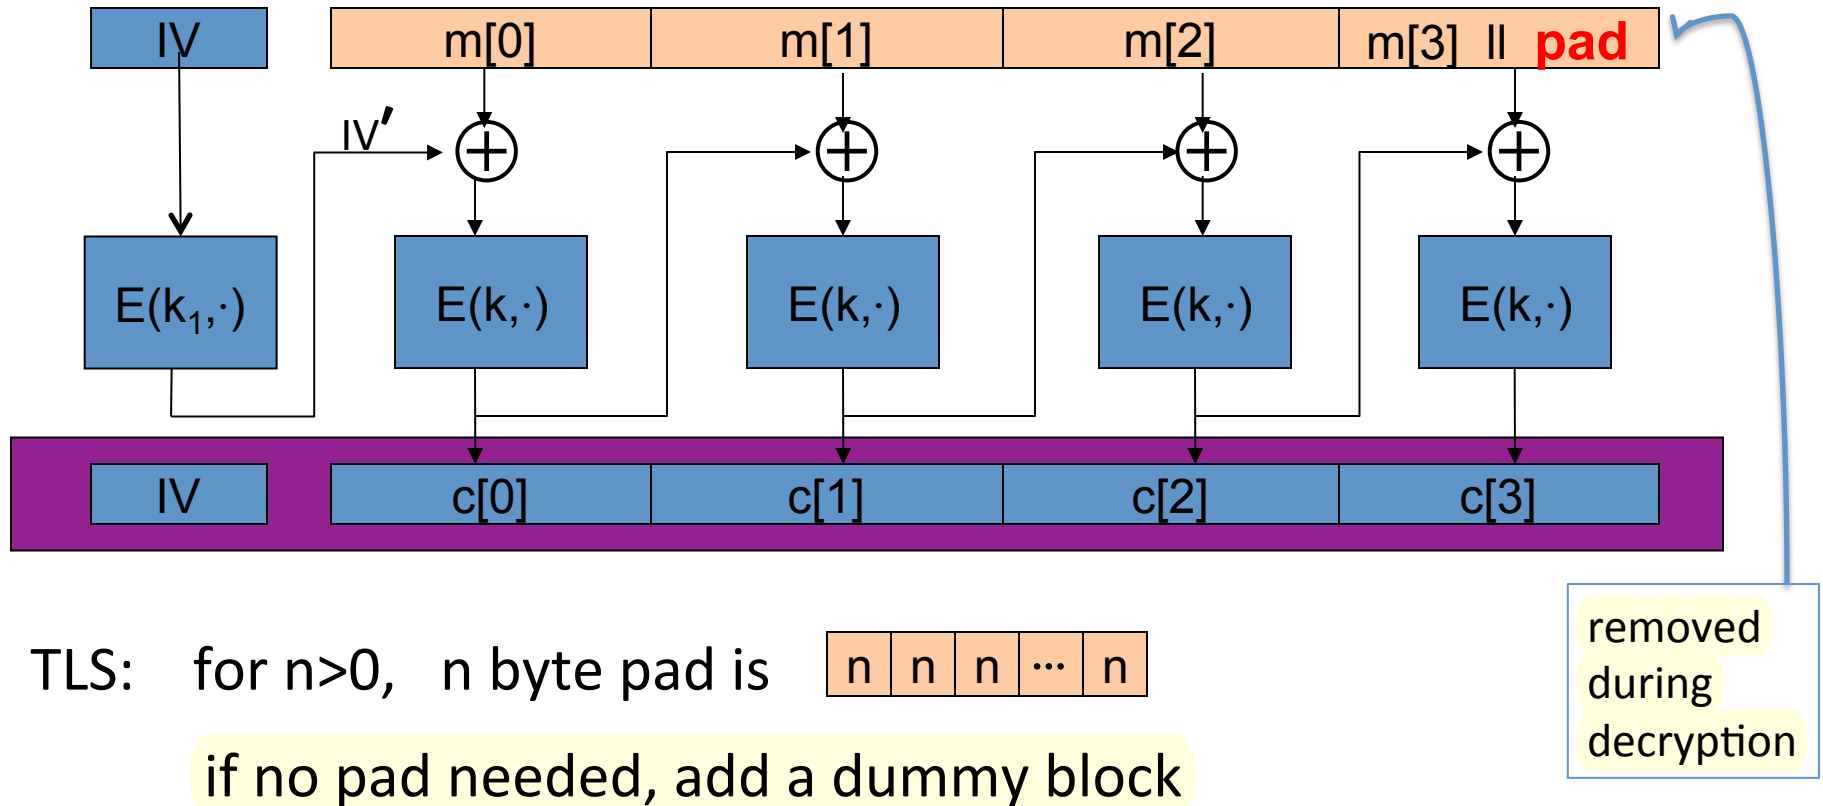 IV m[0] m[1] m[2] m[3] ll pad
IV′
E(k₁,·) E(k,·) E(k,·) E(k,·) E(k,·)
IV c[0] c[1] c[2] c[3]
TLS: for n>0, n byte pad is n n n ··· n
if no pad needed, add a dummy block
removed
during
decryption